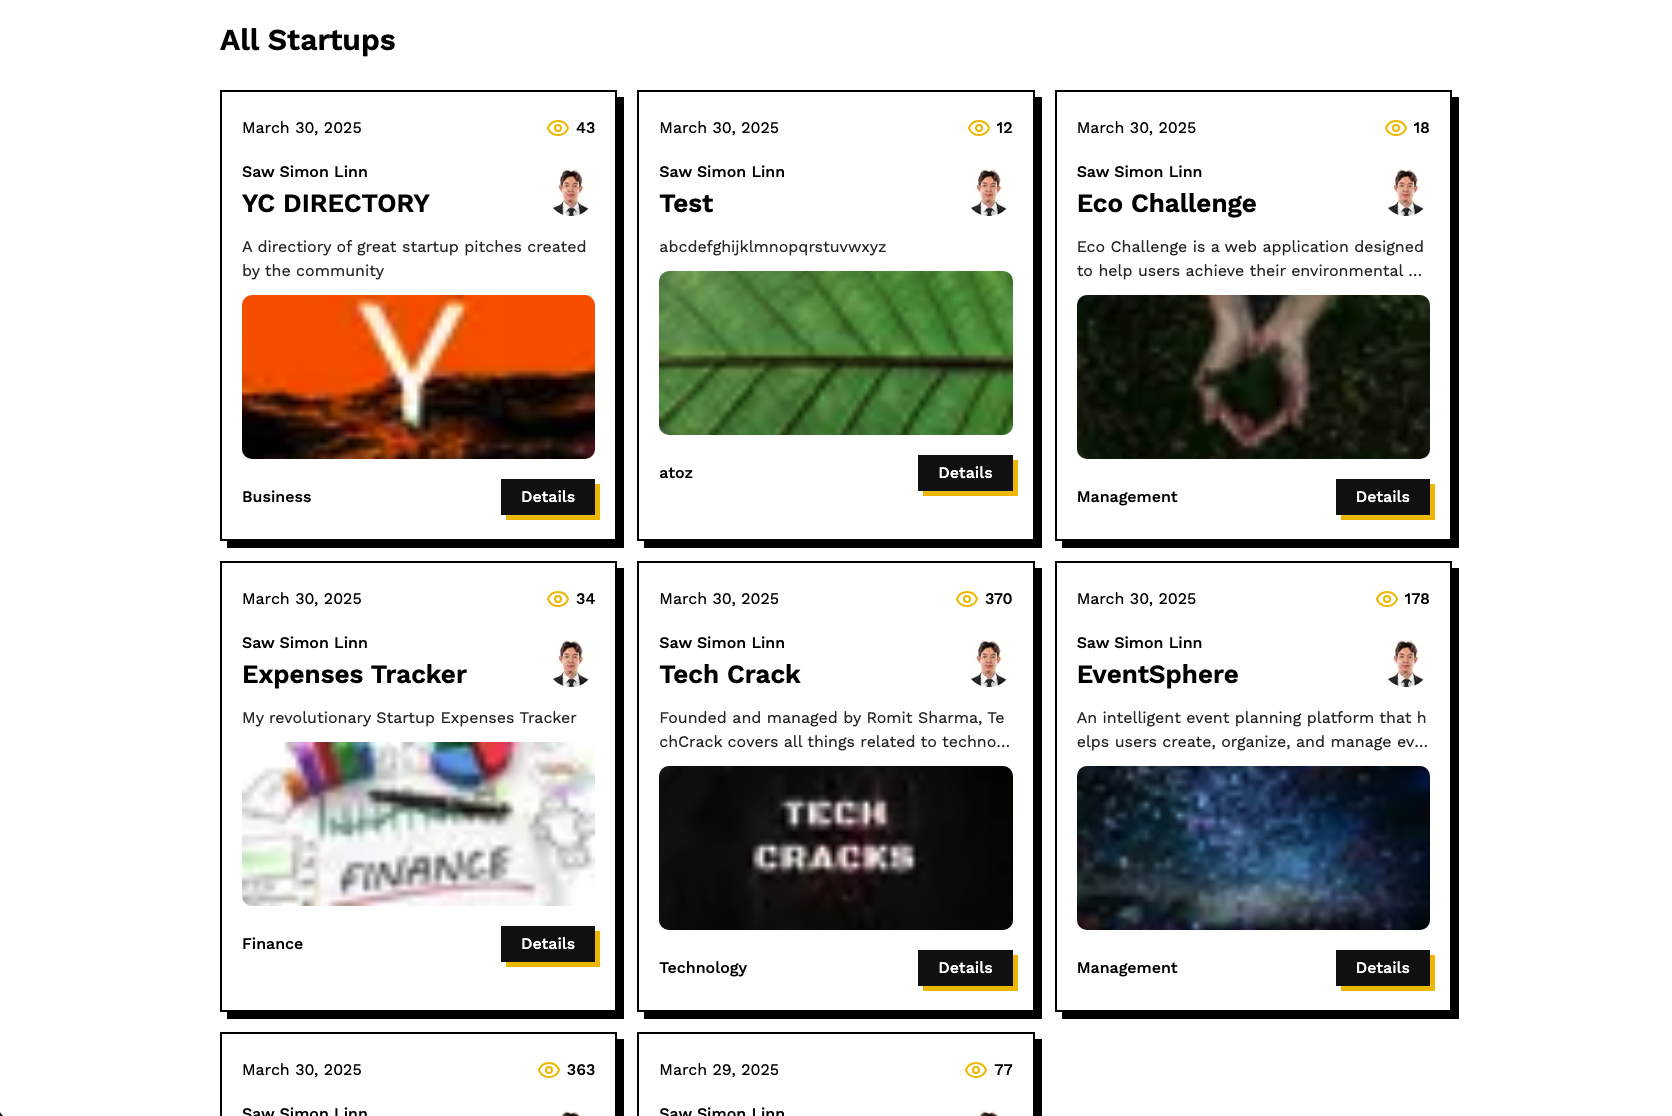 All Startups
March 30, 2025
43
Saw Simon Linn
YC DIRECTORY
A directiory of great startup pitches created
by the community
Y
Business
Details
March 30, 2025
12
Saw Simon Linn
Test
abcdefghijklmnopqrstuvwxyz
atoz
Details
March 30, 2025
18
Saw Simon Linn
Eco Challenge
Eco Challenge is a web application designed
to help users achieve their environmental ...
Management
Details
March 30, 2025
34
Saw Simon Linn
Expenses Tracker
My revolutionary Startup Expenses Tracker
FINANCE
Finance
Details
March 30, 2025
370
Saw Simon Linn
Tech Crack
Founded and managed by Romit Sharma, Te
chCrack covers all things related to techno...
TECH
CRACKS
Technology
Details
March 30, 2025
178
Saw Simon Linn
EventSphere
An intelligent event planning platform that h
elps users create, organize, and manage ev...
Management
Details
March 30, 2025
363
Saw Simon Linn
March 29, 2025
77
Saw Simon Linn